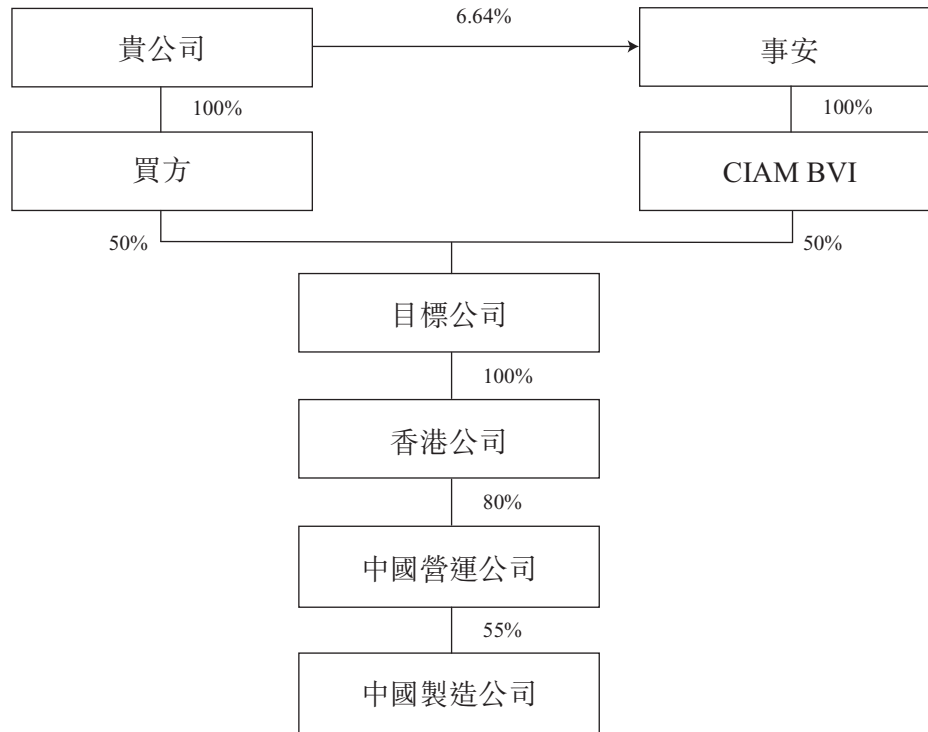 6.64%
貴公司
事安
100%
100%
買方
CIAM BVI
50%
50%
目標公司
100%
香港公司
80%
中國營運公司
55%
中國製造公司